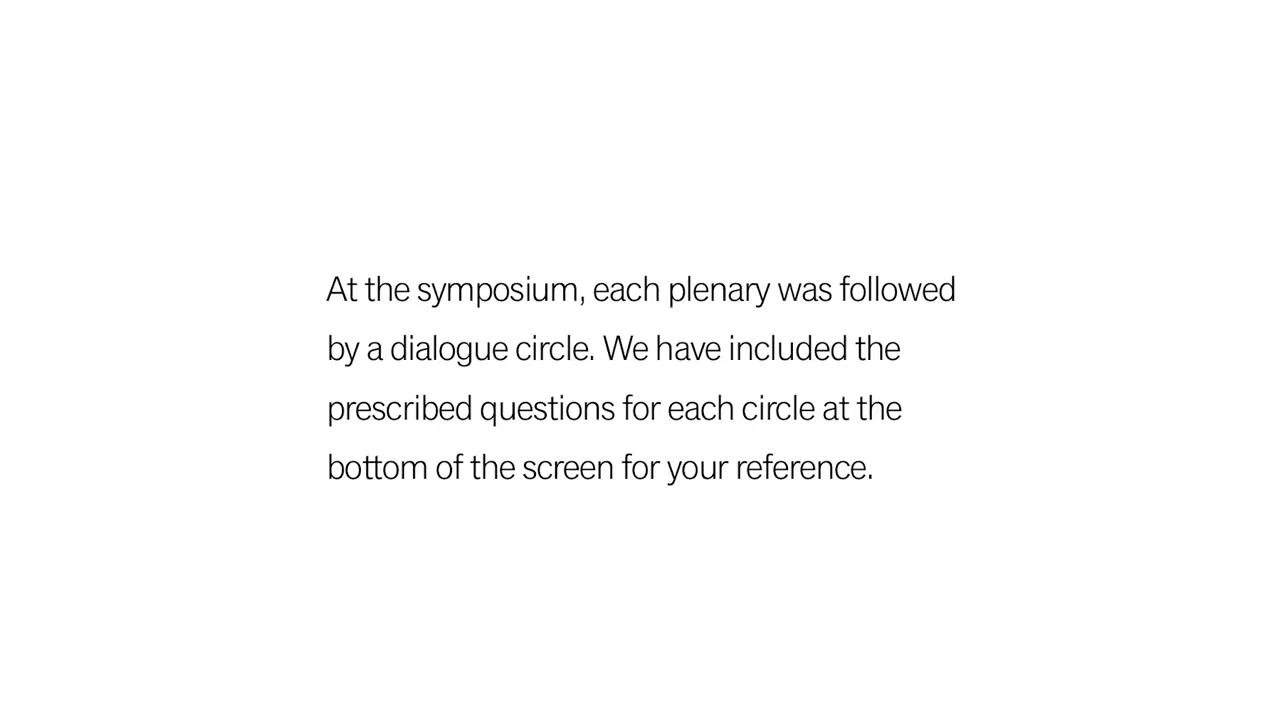 At the symposium, each plenary was followed
by a dialogue circle. We have included the
prescribed questions for each circle at the
bottom of the screen for your reference.